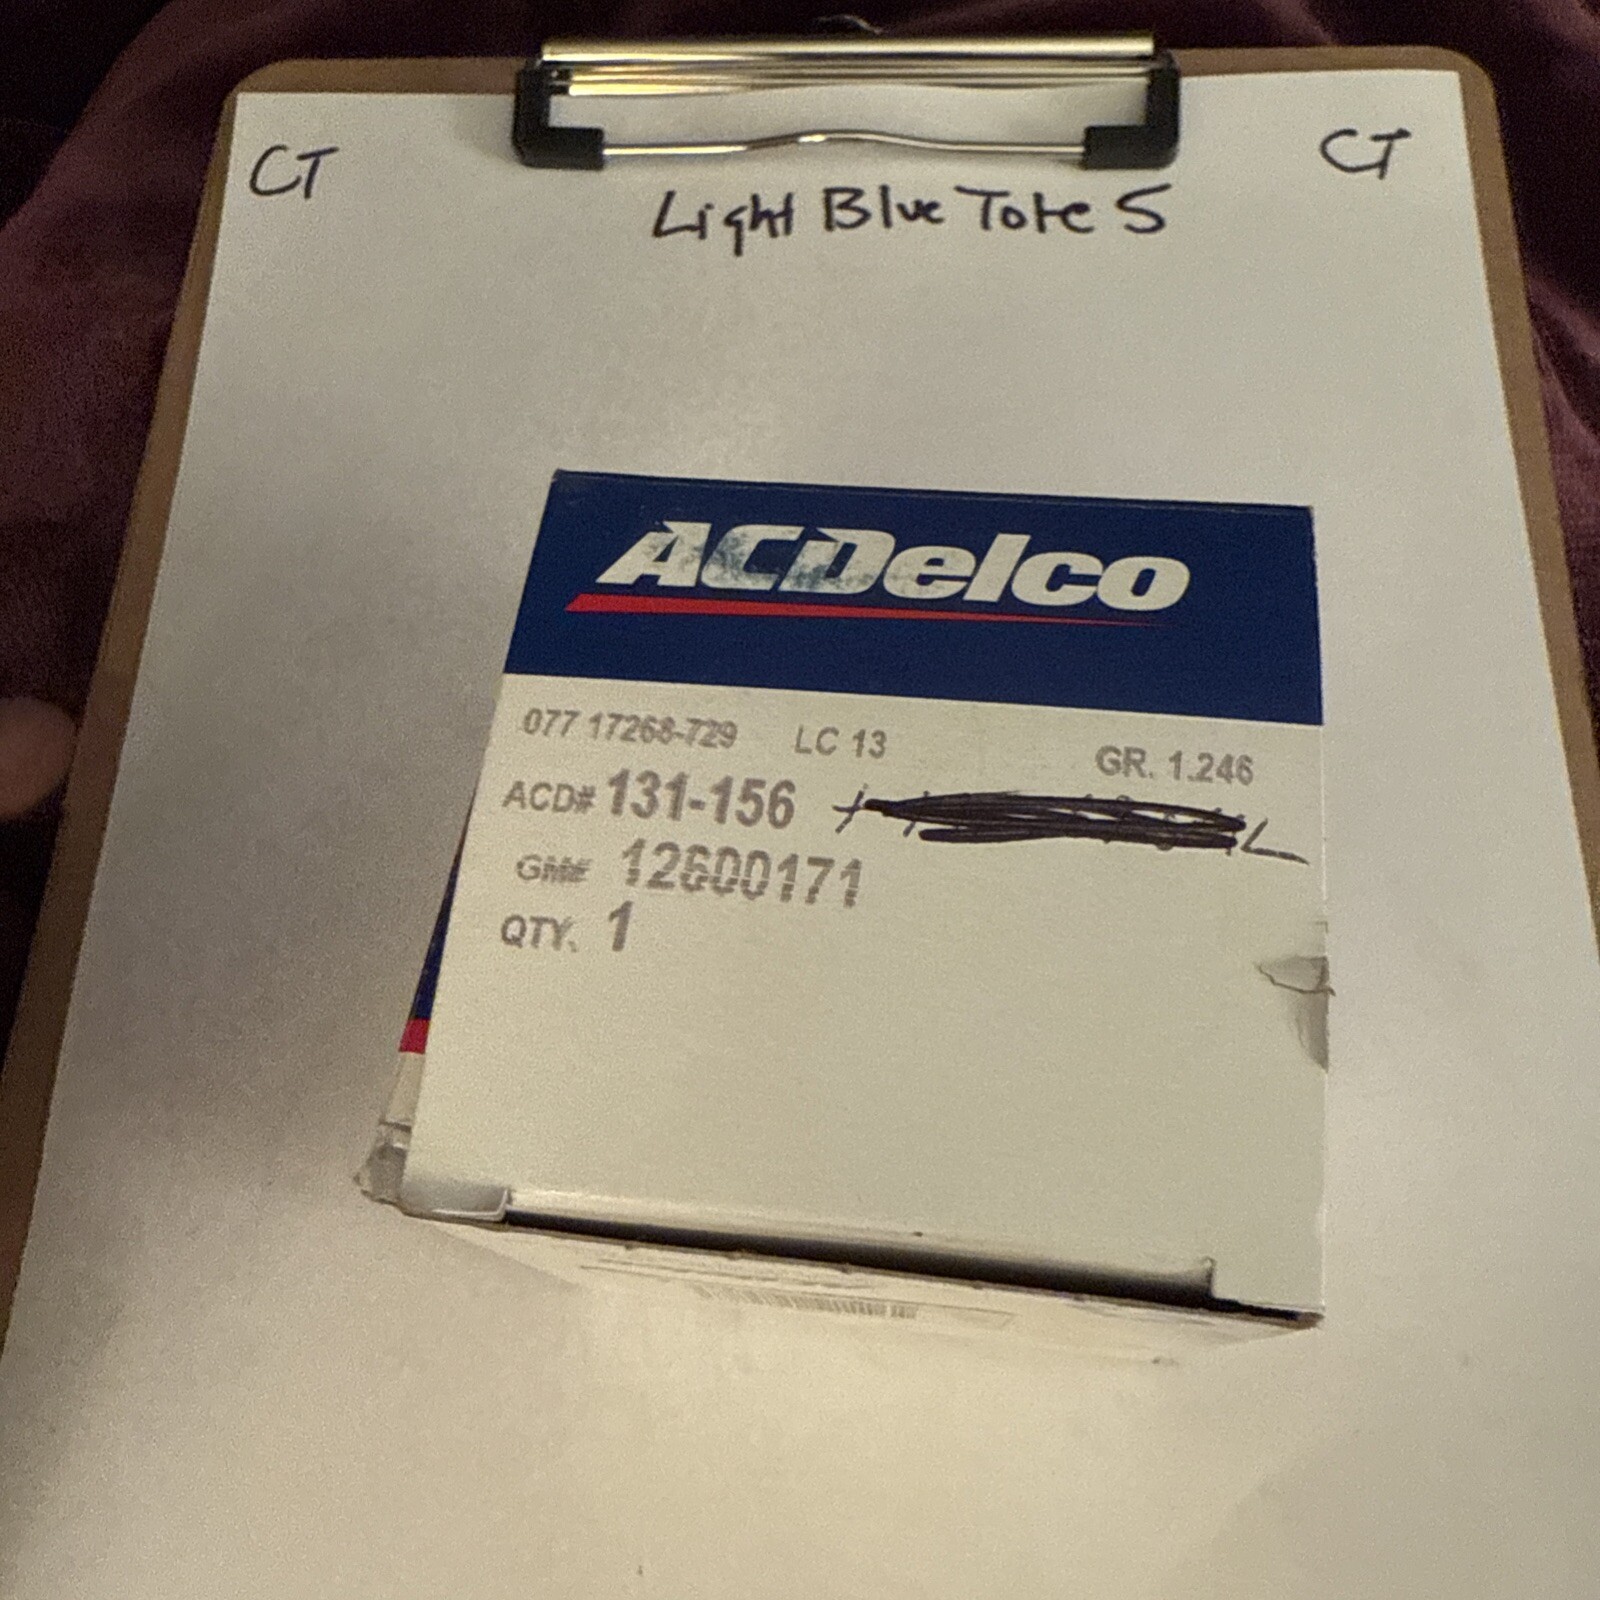 CT
CT
Light Blue Tote 5
ACDelco
077 17268-729 LC 13 GR. 1.246
ACD# 131-156
GM# 12600171
QTY. 1